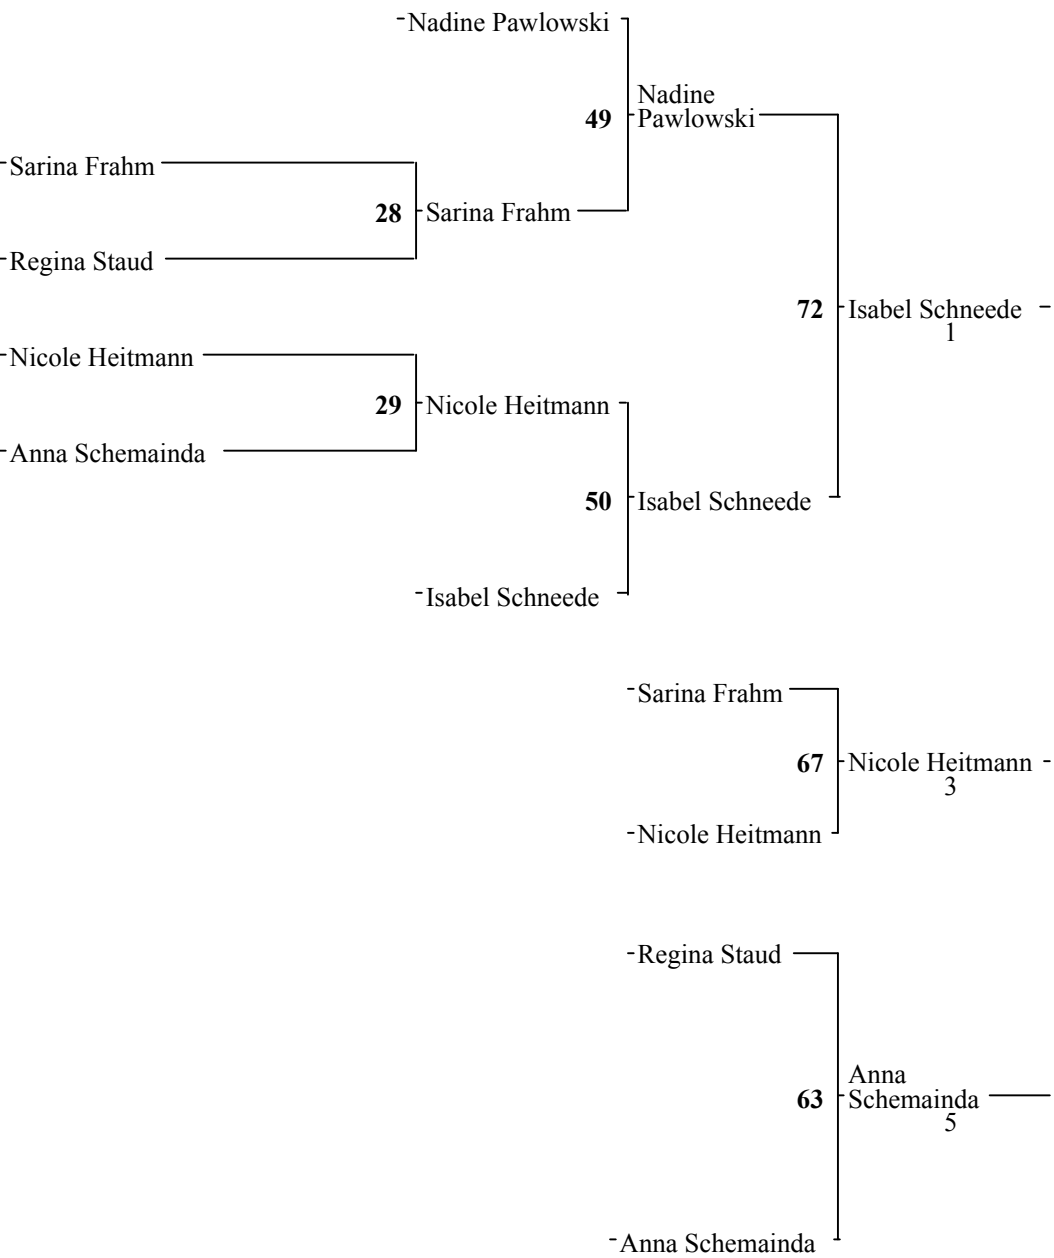 Nadine Pawlowski
Nadine
49 Pawlowski
Sarina Frahm
28 Sarina Frahm
Regina Staud
72 Isabel Schneede
1
Nicole Heitmann
29 Nicole Heitmann
Anna Schemainda
50 Isabel Schneede
Isabel Schneede
Sarina Frahm
67 Nicole Heitmann
3
Nicole Heitmann
Regina Staud
Anna
63 Schemainda
5
Anna Schemainda